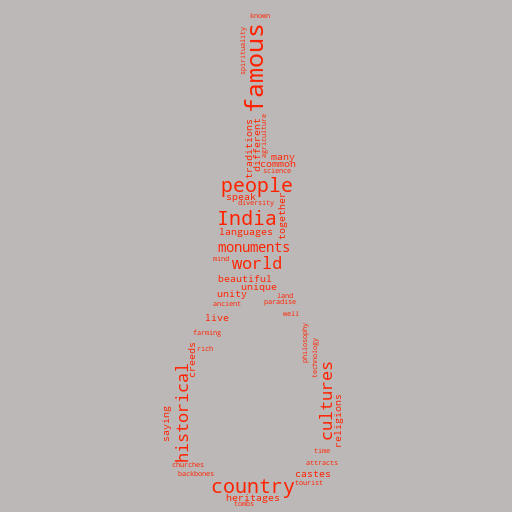 known
spirituality
famous
agriculture
traditions
different
many
common
science
people
speak
together
diversity
India
languages
monuments
mind
world
beautiful
unique
unity
land
paradise
ancient
well
live
philosophy
farming
technology
rich
creeds
historical
cultures
religions
saying
time
churches
attracts
backbones
castes
tourist
country
heritages
tombs